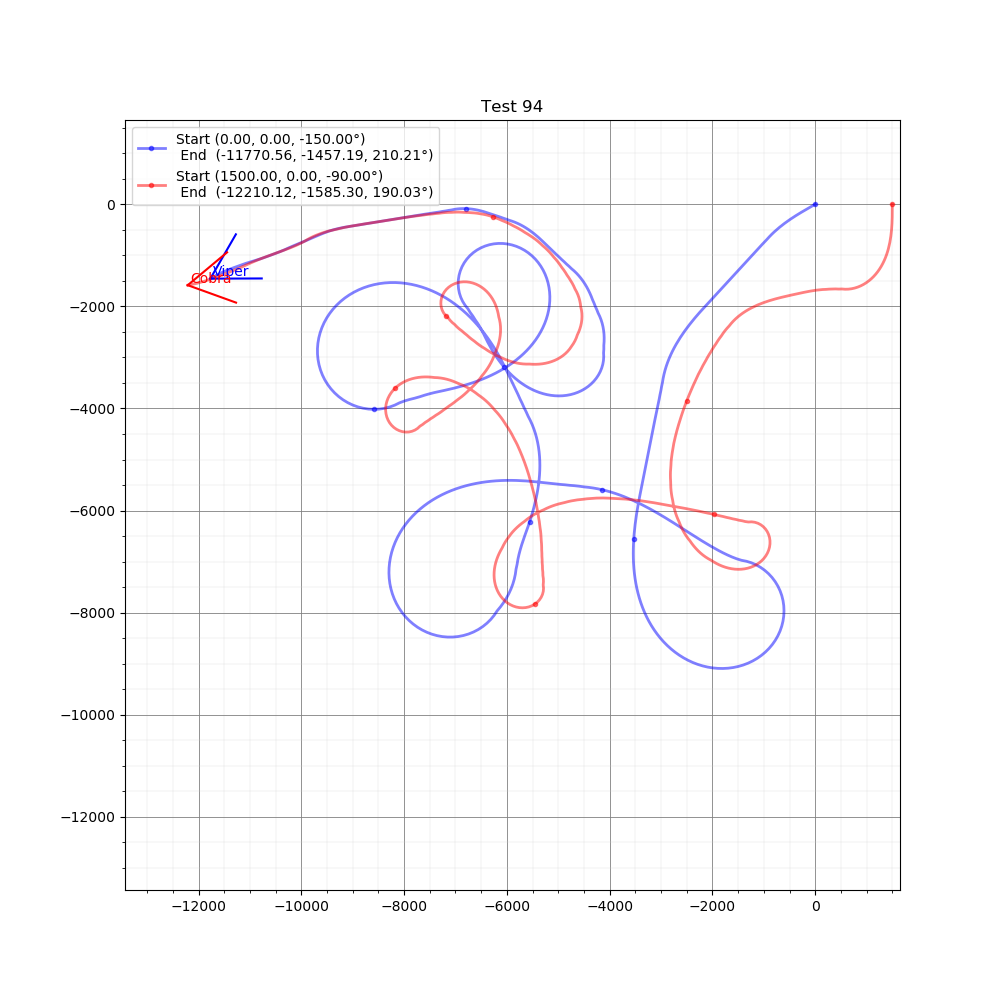 Test 94
Start (0.00, 0.00, -150.00°)
End (-11770.56, -1457.19, 210.21°)
Start (1500.00, 0.00, -90.00°)
End (-12210.12, -1585.30, 190.03°)
0
Viper
Cobra
−2000
−4000
−6000
−8000
−10000
−12000
−12000 −10000 −8000 −6000 −4000 −2000 0